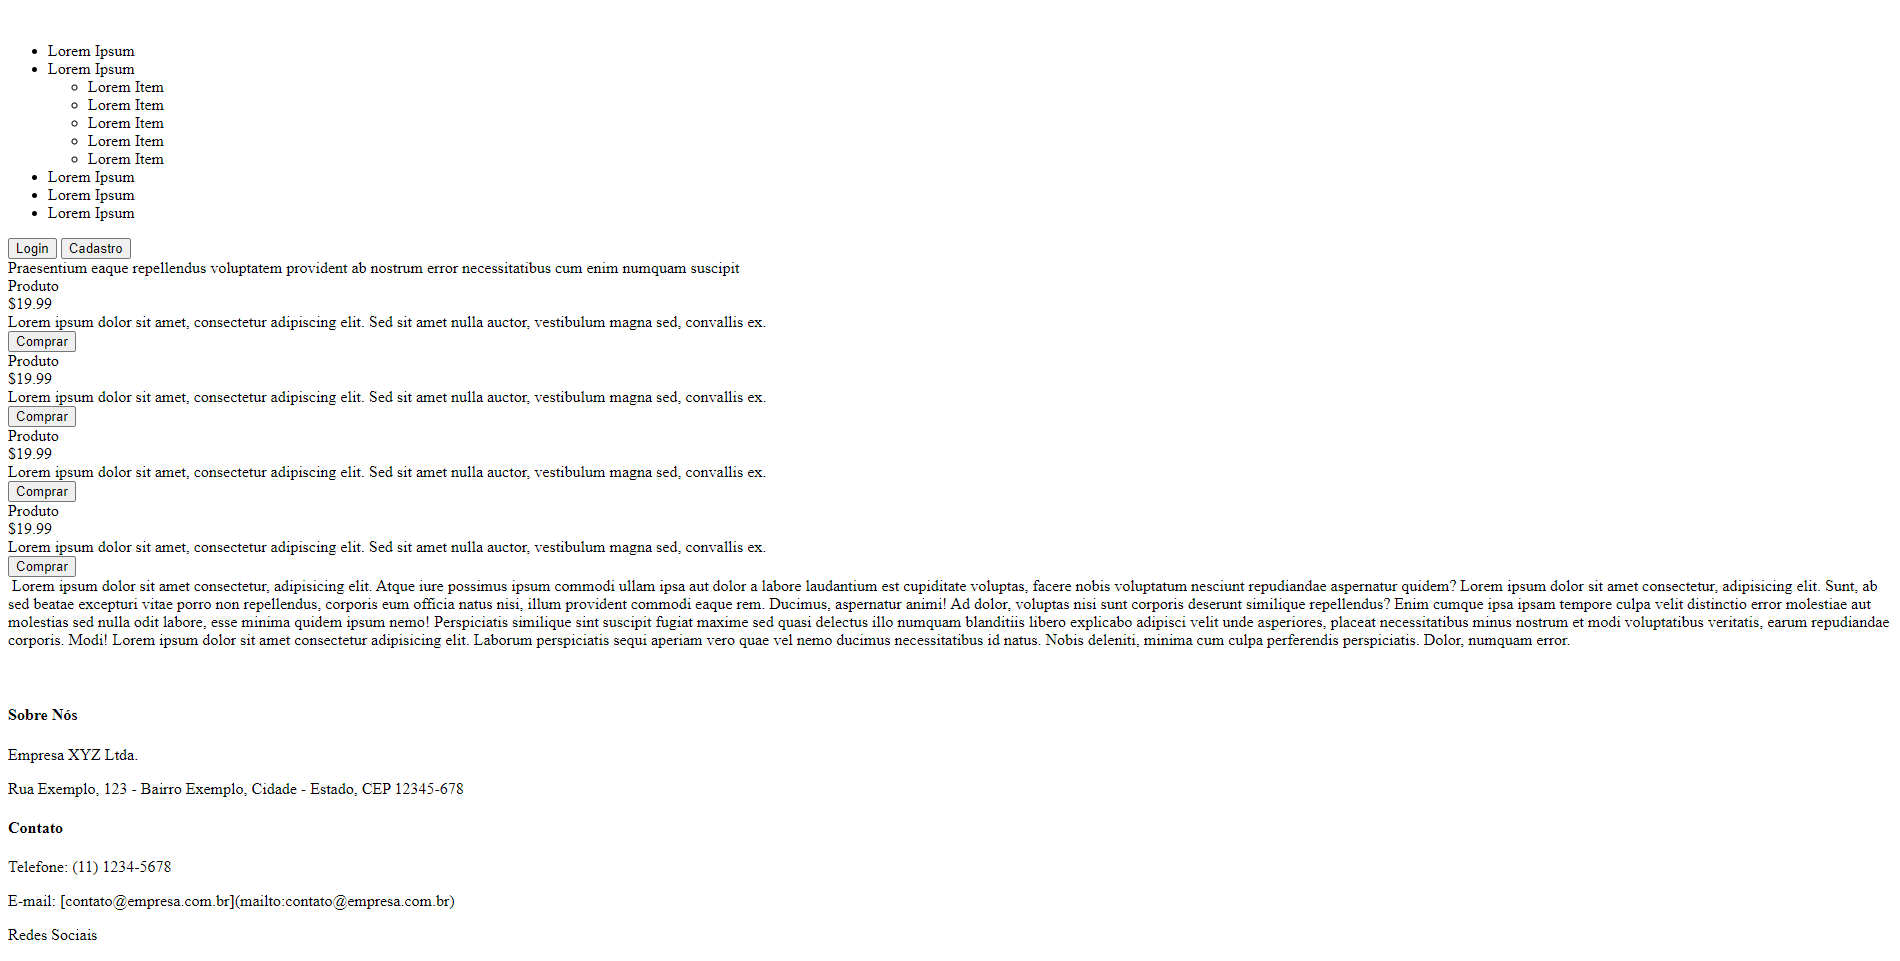 Lorem Ipsum
Lorem Ipsum
Lorem Item
Lorem Item
Lorem Item
Lorem Item
Lorem Item
Lorem Ipsum
Lorem Ipsum
Lorem Ipsum
Login Cadastro
Praesentium eaque repellendus voluptatem provident ab nostrum error necessitatibus cum enim numquam suscipit
Produto
$19.99
Lorem ipsum dolor sit amet, consectetur adipiscing elit. Sed sit amet nulla auctor, vestibulum magna sed, convallis ex.
Comprar
Produto
$19.99
Lorem ipsum dolor sit amet, consectetur adipiscing elit. Sed sit amet nulla auctor, vestibulum magna sed, convallis ex.
Comprar
Produto
$19.99
Lorem ipsum dolor sit amet, consectetur adipiscing elit. Sed sit amet nulla auctor, vestibulum magna sed, convallis ex.
Comprar
Produto
$19.99
Lorem ipsum dolor sit amet, consectetur adipiscing elit. Sed sit amet nulla auctor, vestibulum magna sed, convallis ex.
Comprar
Lorem ipsum dolor sit amet consectetur, adipisicing elit. Atque iure possimus ipsum commodi ullam ipsa aut dolor a labore laudantium est cupiditate voluptas, facere nobis voluptatum nesciunt repudiandae aspernatur quidem? Lorem ipsum dolor sit amet consectetur, adipisicing elit. Sunt, ab
sed beatae excepturi vitae porro non repellendus, corporis eum officia natus nisi, illum provident commodi eaque rem. Ducimus, aspernatur animi! Ad dolor, voluptas nisi sunt corporis deserunt similique repellendus? Enim cumque ipsa ipsam tempore culpa velit distinctio error molestiae aut
molestias sed nulla odit labore, esse minima quidem ipsum nemo! Perspiciatis similique sint suscipit fugiat maxime sed quasi delectus illo numquam blanditiis libero explicabo adipisci velit unde asperiores, placeat necessitatibus minus nostrum et modi voluptatibus veritatis, earum repudiandae
corporis. Modi! Lorem ipsum dolor sit amet consectetur adipisicing elit. Laborum perspiciatis sequi aperiam vero quae vel nemo ducimus necessitatibus id natus. Nobis deleniti, minima cum culpa perferendis perspiciatis. Dolor, numquam error.
Sobre Nós
Empresa XYZ Ltda.
Rua Exemplo, 123 - Bairro Exemplo, Cidade - Estado, CEP 12345-678
Contato
Telefone: (11) 1234-5678
E-mail: [contato@empresa.com.br](mailto:contato@empresa.com.br)
Redes Sociais